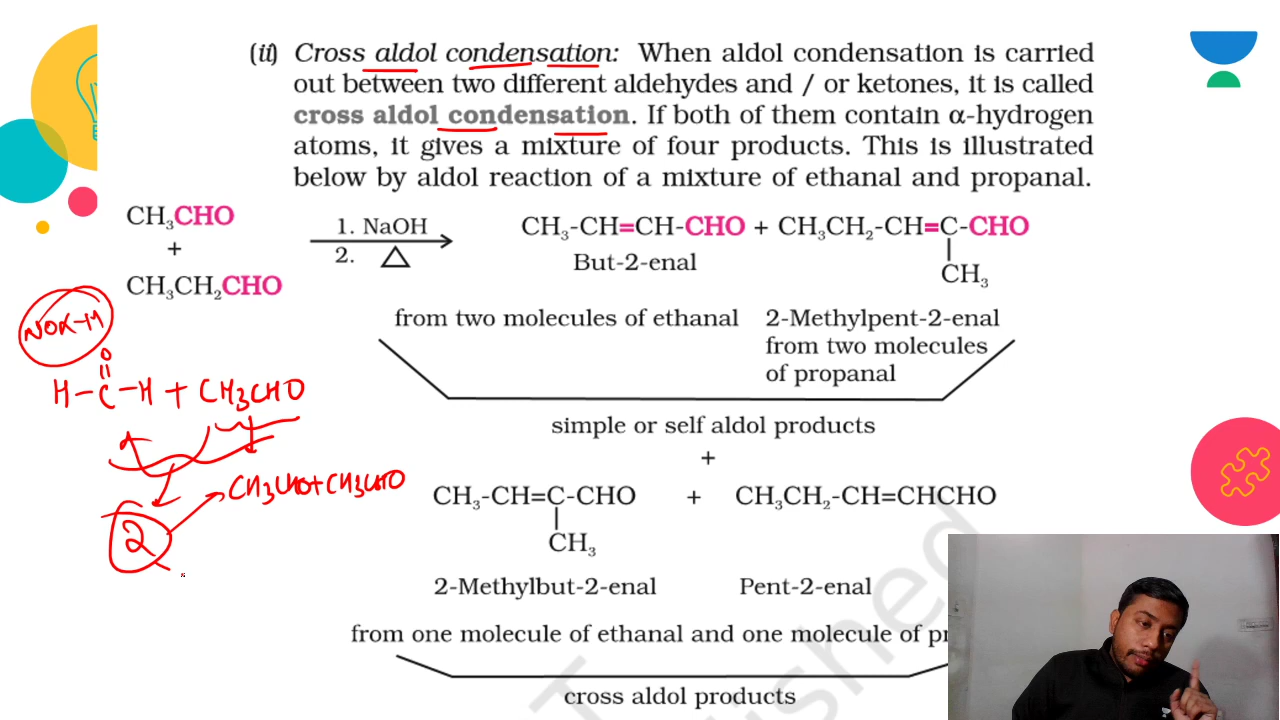 (ii) Cross aldol condensation: When aldol condensation is carried
out between two different aldehydes and / or ketones, it is called
cross aldol condensation. If both of them contain α-hydrogen
atoms, it gives a mixture of four products. This is illustrated
below by aldol reaction of a mixture of ethanal and propanal.
CH₃CHO
+
CH₃CH₂CHO
1. NaOH
2. △
CH₃-CH=CH-CHO + CH₃CH₂-CH=C-CHO
CH₃
But-2-enal
from two molecules of ethanal
2-Methylpent-2-enal
from two molecules
of propanal
NO α-H
O
H-C-H + CH₃CHO
2
CH₃CHO+CH₃CHO
simple or self aldol products
+
CH₃-CH=C-CHO + CH₃CH₂-CH=CHCHO
CH₃
2-Methylbut-2-enal
Pent-2-enal
from one molecule of ethanal and one molecule of p
cross aldol products
blished